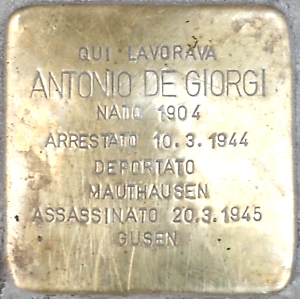 QUI LAVORAVA
ANTONIO DE GIORGI
NATO 1904
ARRESTATO 10.3.1944
DEPORTATO
MAUTHAUSEN
ASSASSINATO 20.3.1945
GUSEN